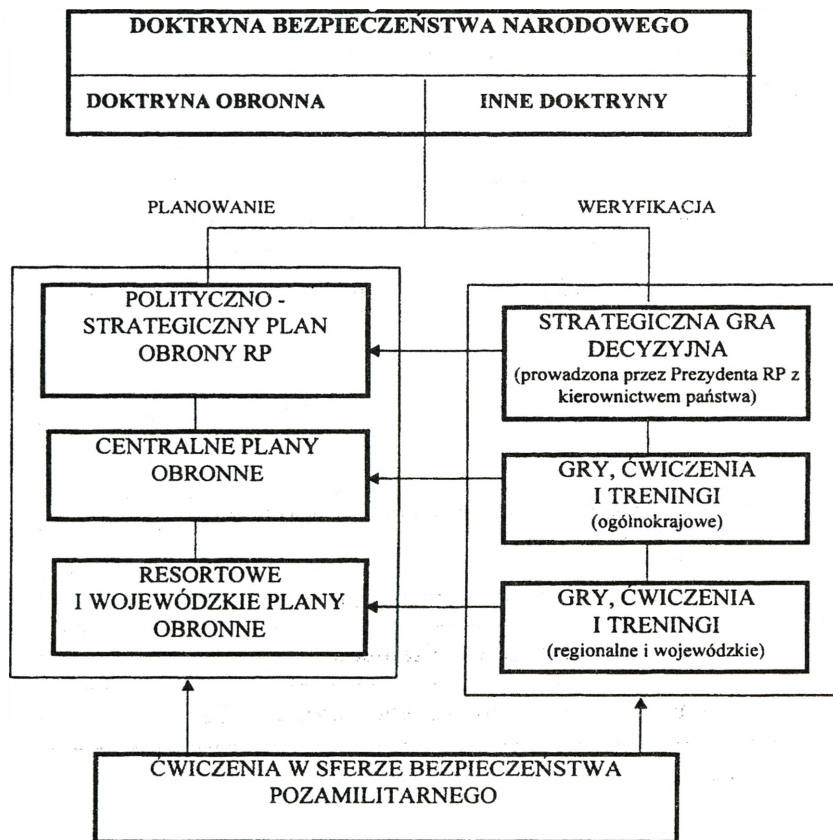 DOKTRYNA BEZPIECZEŃSTWA NARODOWEGO
DOKTRYNA OBRONNA
INNE DOKTRYNY
PLANOWANIE
WERYFIKACJA
POLITYCZNO -
STRATEGICZNY PLAN
OBRONY RP
CENTRALNE PLANY
OBRONNE
RESORTOWE
I WOJEWÓDZKIE PLANY
OBRONNE
STRATEGICZNA GRA
DECYZYJNA
(prowadzona przez Prezydenta RP z
kierownictwem państwa)
GRY, ĆWICZENIA
I TRENINGI
(ogólnokrajowe)
GRY, ĆWICZENIA
I TRENINGI
(regionalne i wojewódzkie)
ĆWICZENIA W SFERZE BEZPIECZEŃSTWA
POZAMILITARNEGO